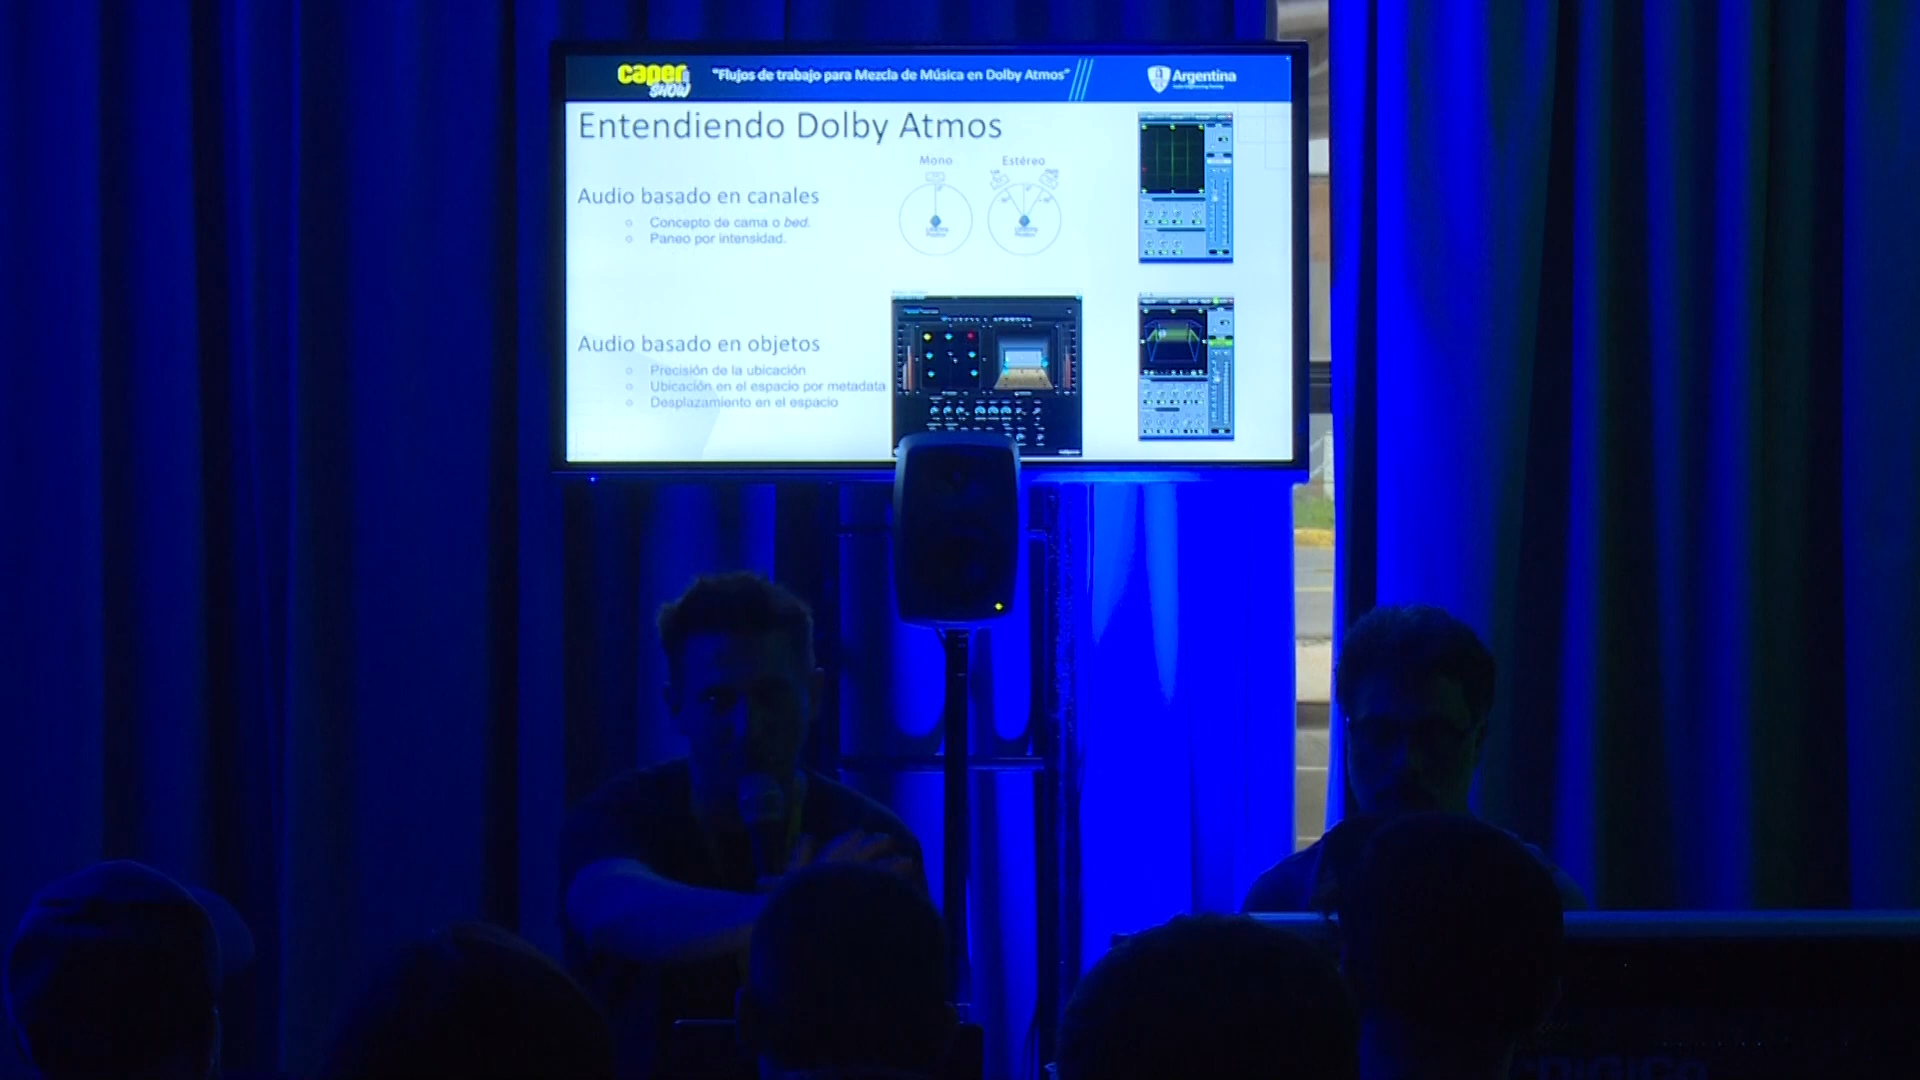 caper SHOW
"Flujos de trabajo para Mezcla de Música en Dolby Atmos"
Argentina
Entendiendo Dolby Atmos
Mono
Estéreo
Audio basado en canales
Concepto de cama o bed.
Paneo por intensidad.
Audio basado en objetos
Precisión de la ubicación
Ubicación en el espacio por metadata
Desplazamiento en el espacio